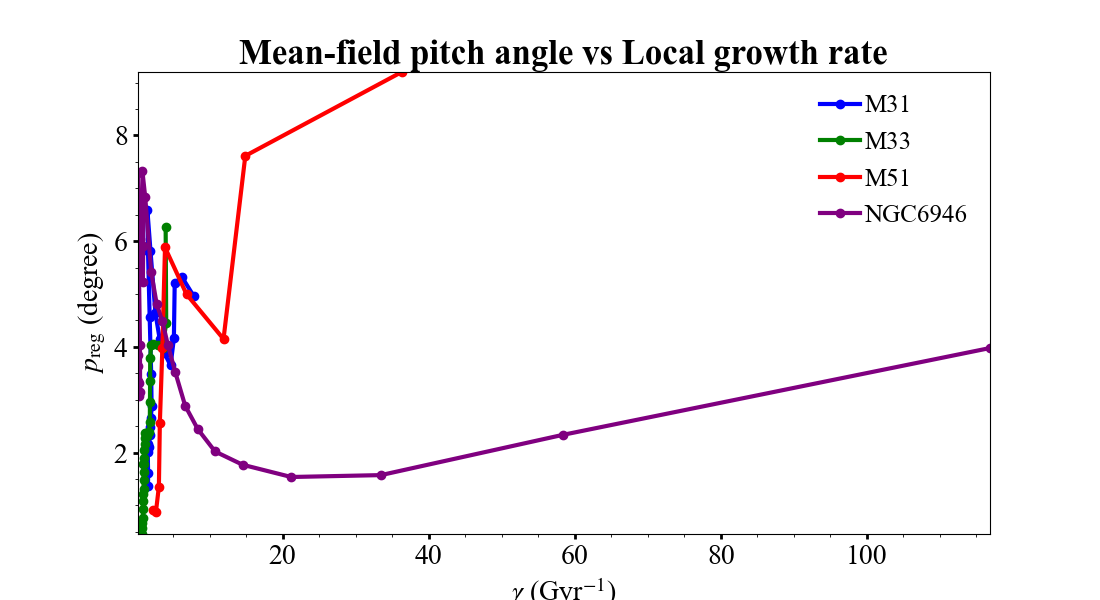 Mean-field pitch angle vs Local growth rate
M31
M33
M51
NGC6946
8
6
4
2
p_reg (degree)
20
40
60
80
100
γ (Gyr⁻¹)